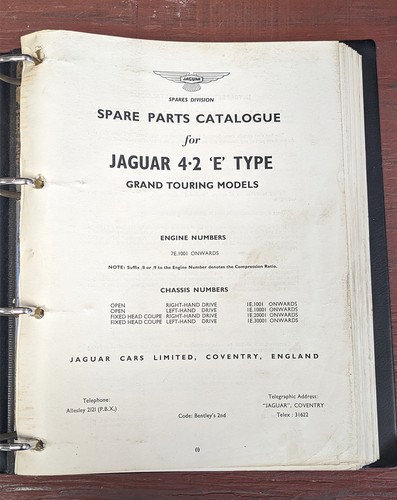 JAGUAR
SPARES DIVISION
SPARE PARTS CATALOGUE
for
JAGUAR 4·2 'E' TYPE
GRAND TOURING MODELS
ENGINE NUMBERS
7E.1001 ONWARDS
NOTE: Suffix /8 or /9 to the Engine Number denotes the Compression Ratio.
CHASSIS NUMBERS
OPEN RIGHT-HAND DRIVE 1E.1001 ONWARDS
OPEN LEFT-HAND DRIVE 1E.10001 ONWARDS
FIXED HEAD COUPE RIGHT-HAND DRIVE 1E.20001 ONWARDS
FIXED HEAD COUPE LEFT-HAND DRIVE 1E.30001 ONWARDS
JAGUAR CARS LIMITED, COVENTRY, ENGLAND
Telephone:
Allesley 2121 (P.B.X.)
Code: Bentley's 2nd
Telegraphic Address:
"JAGUAR", COVENTRY
Telex : 31622
(i)